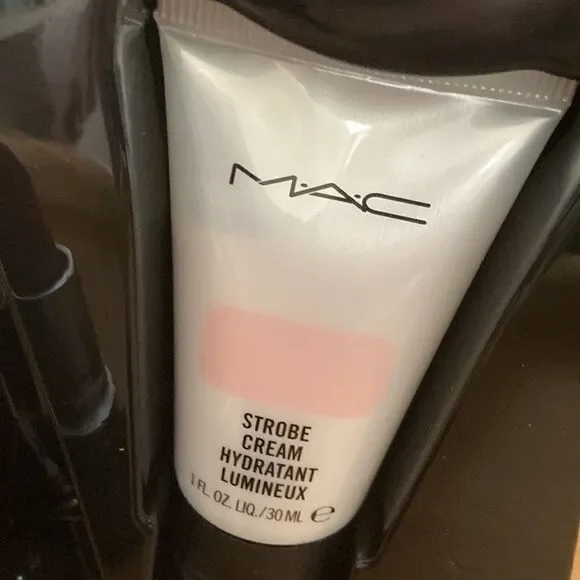 M·A·C
STROBE
CREAM
HYDRATANT
LUMINEUX
1 FL. OZ. LIQ./30 ML e